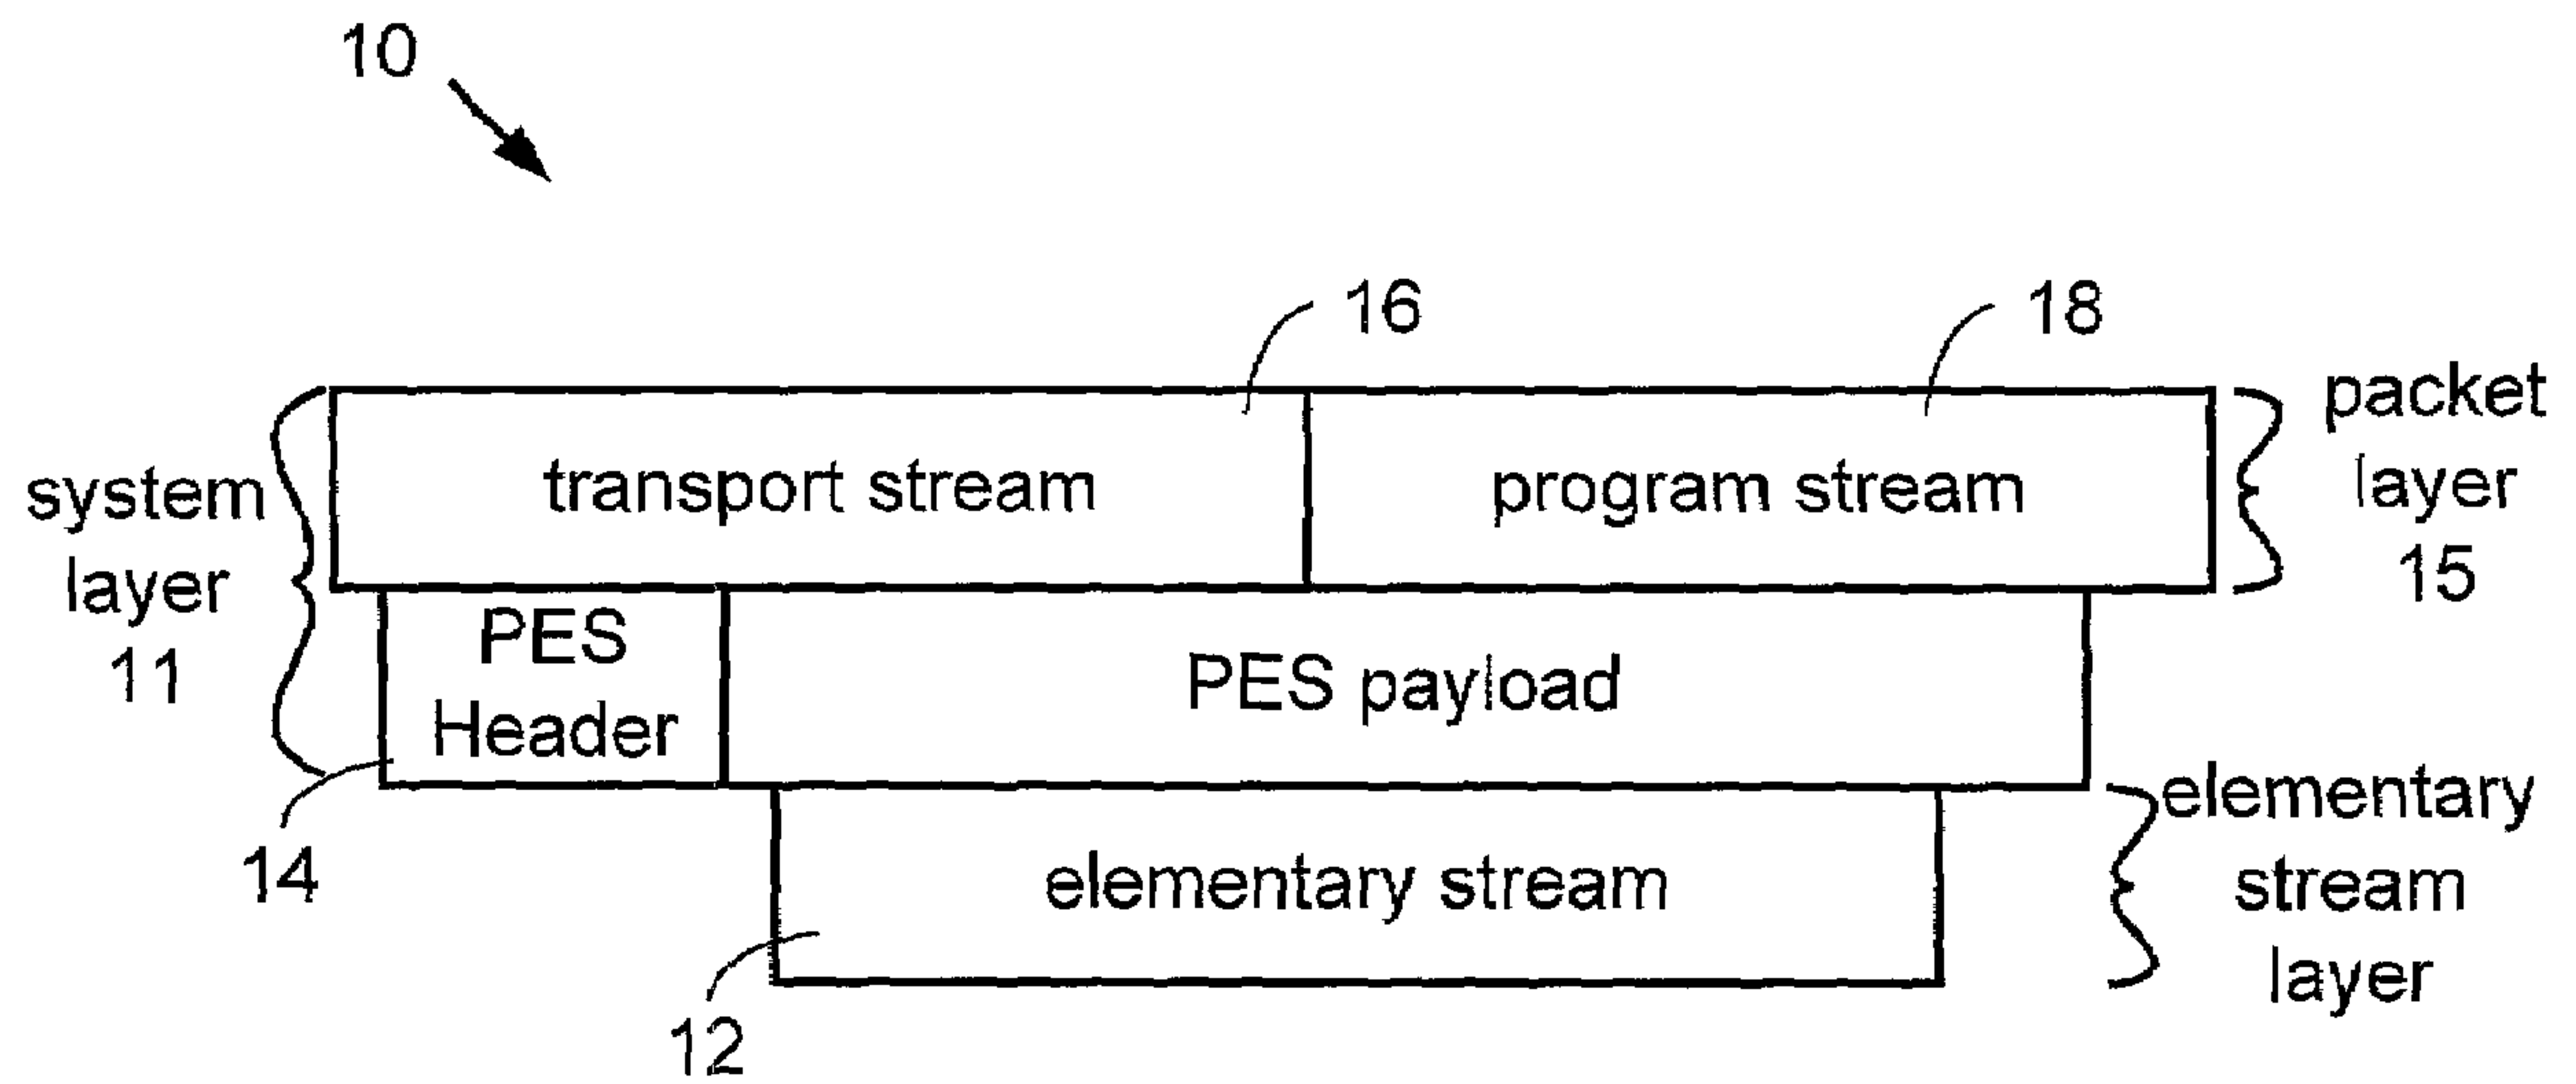 10
16
18
system
layer
11
transport stream
program stream
packet
layer
15
PES
Header
PES payload
14
elementary stream
12
elementary
stream
layer